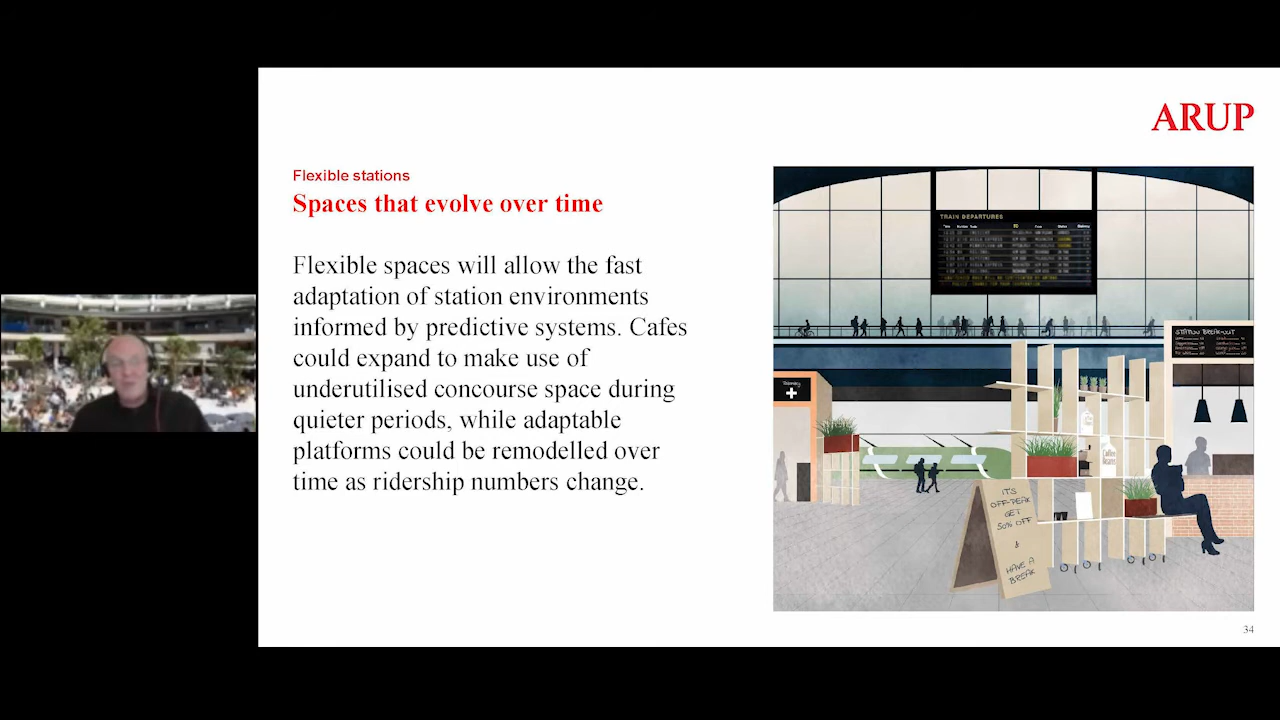 ARUP
Flexible stations
Spaces that evolve over time
Flexible spaces will allow the fast
adaptation of station environments
informed by predictive systems. Cafes
could expand to make use of
underutilised concourse space during
quieter periods, while adaptable
platforms could be remodelled over
time as ridership numbers change.
TRAIN DEPARTURES
STATION BREAK-OUT
Coffee
Beans
IT'S
OFF-PEAK
GET
50% OFF
&
HAVE A
BREAK
34